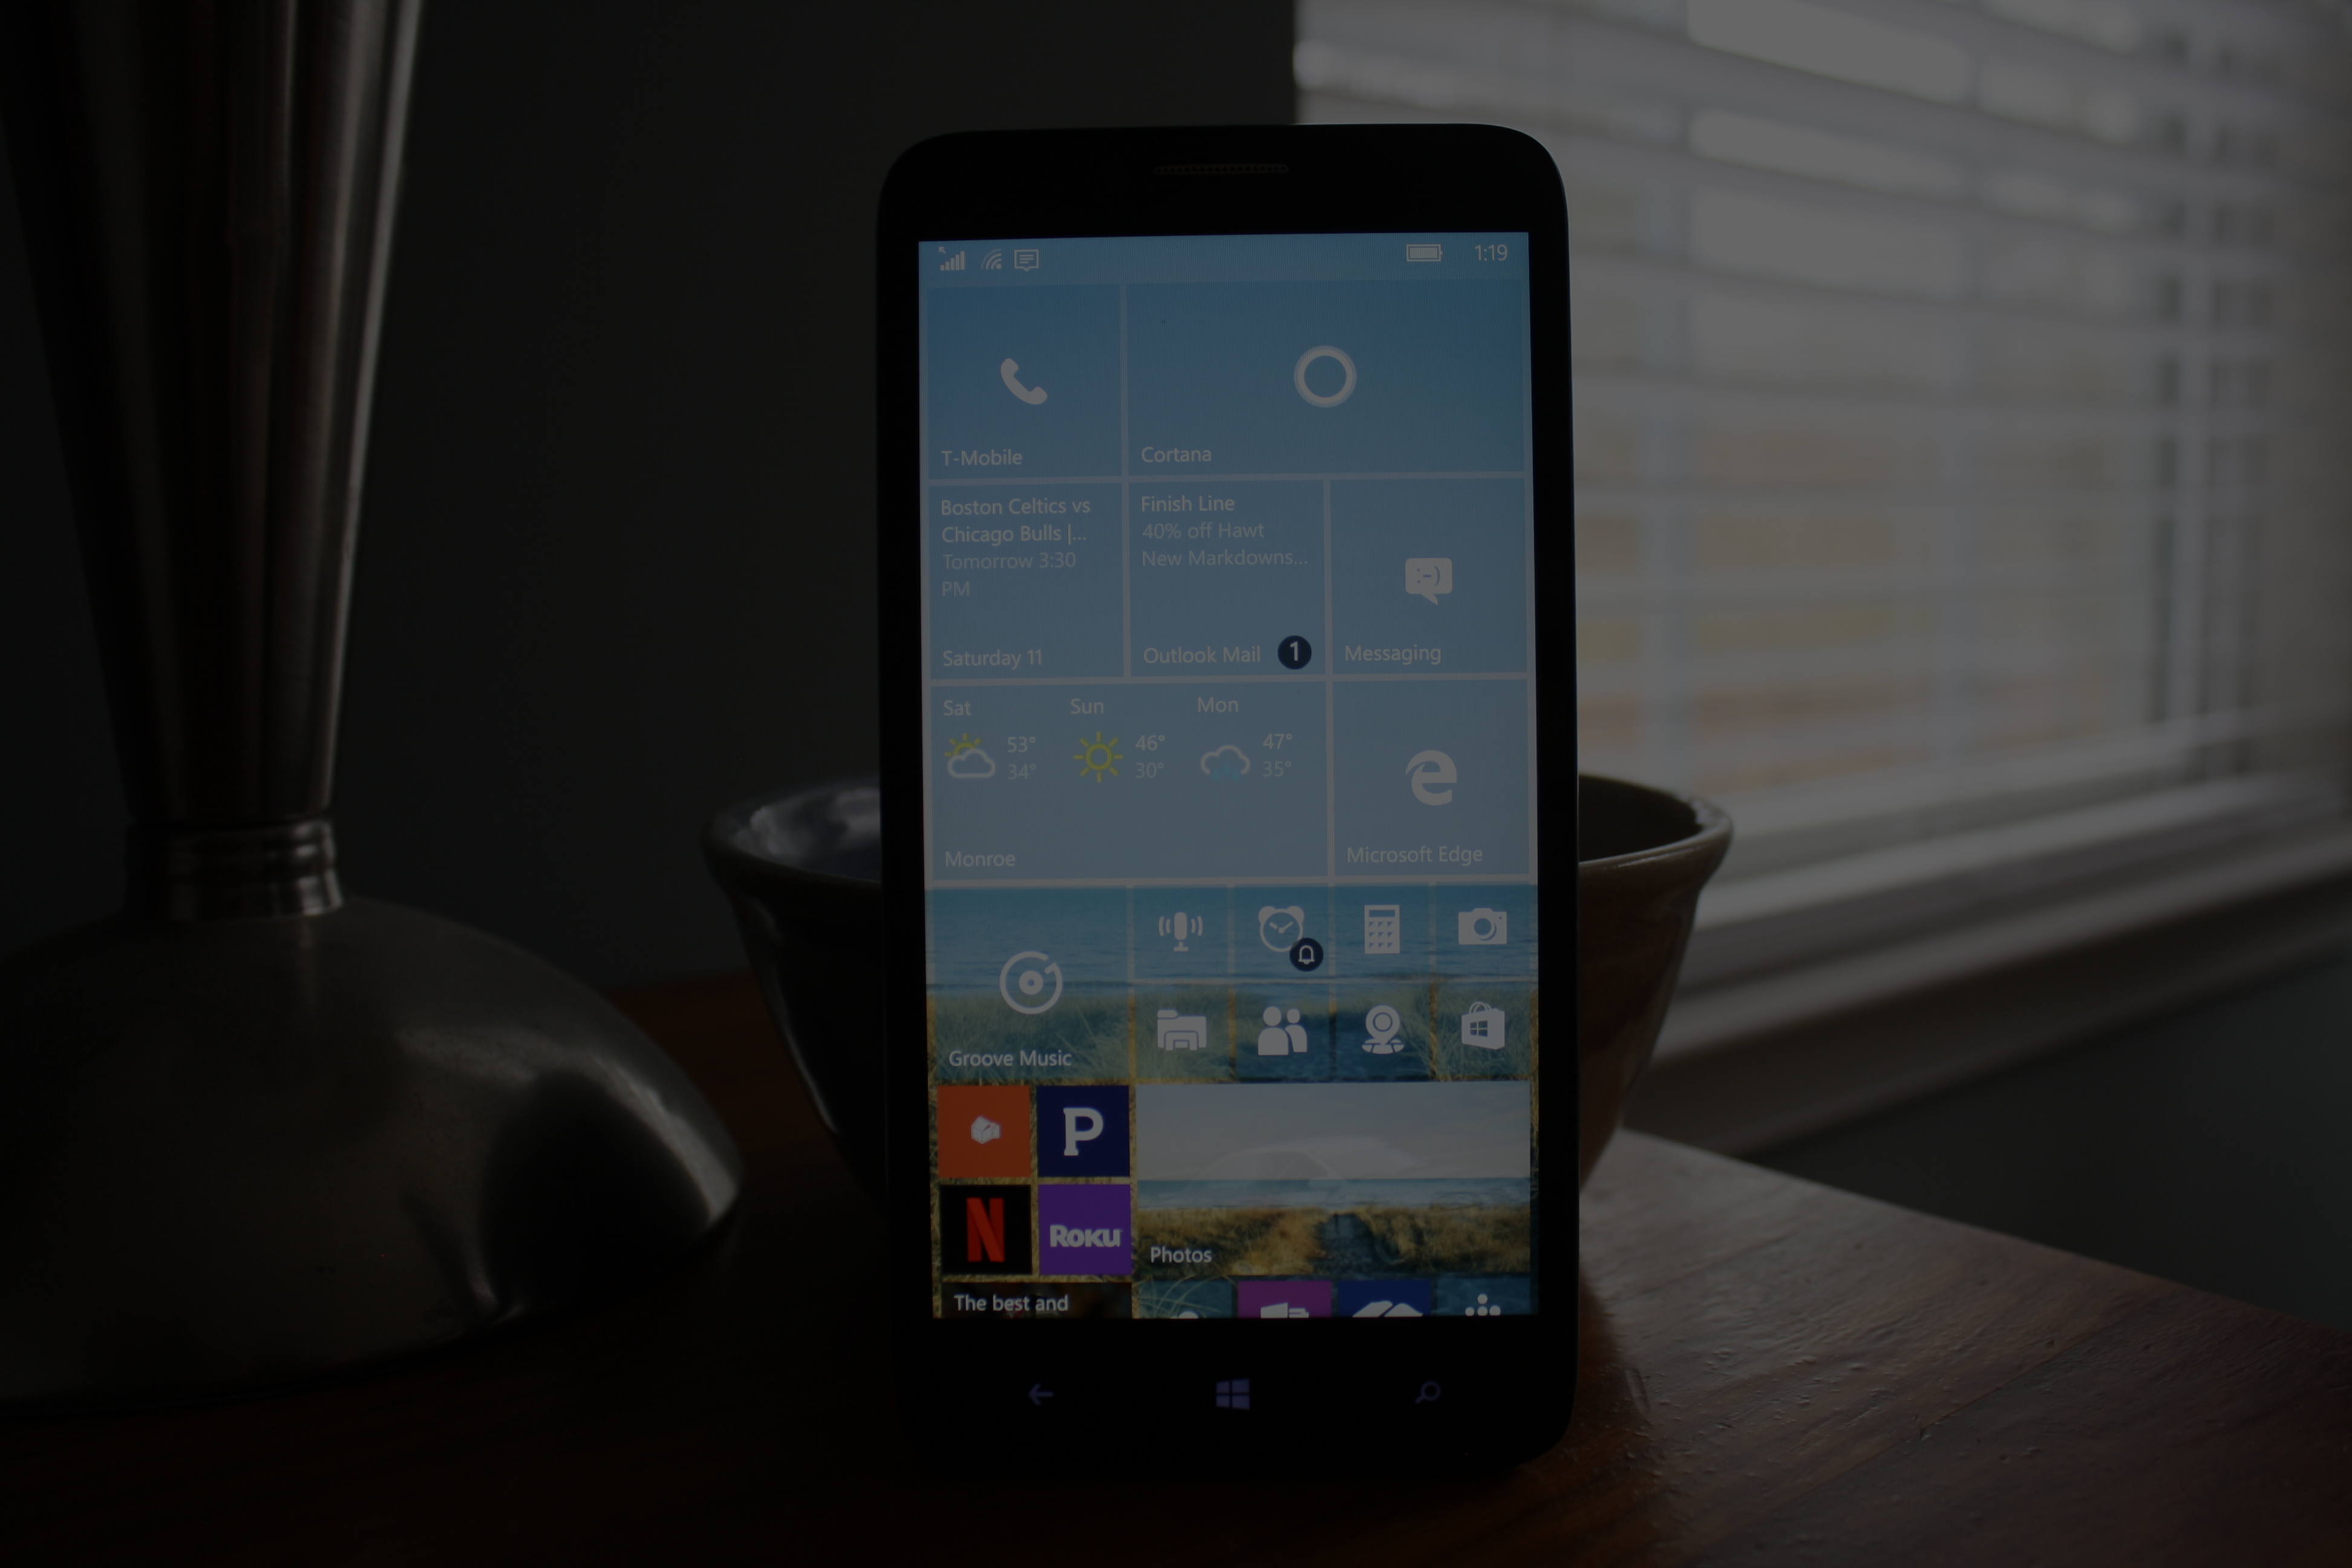 1:19
T-Mobile
Cortana
Boston Celtics vs
Chicago Bulls |...
Tomorrow 3:30
PM
Saturday 11
Finish Line
40% off Hawt
New Markdowns...
Outlook Mail 1
:-)
Messaging
Sat Sun Mon
53° 46° 47°
34° 30° 35°
Monroe
e
Microsoft Edge
Groove Music
P
N
ROKU
Photos
The best and